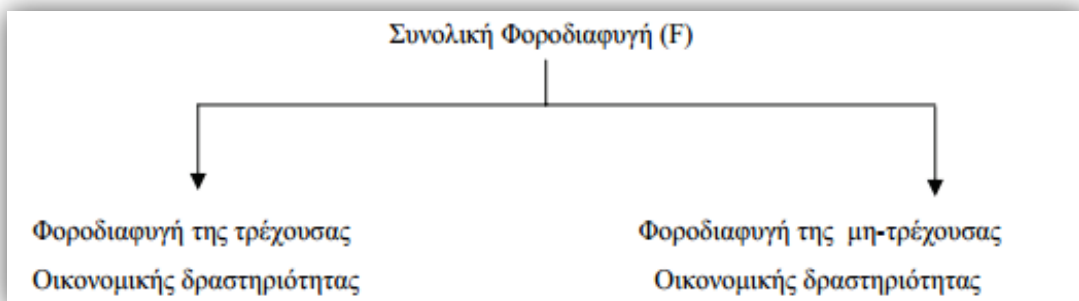 Συνολική Φοροδιαφυγή (F)
Φοροδιαφυγή της τρέχουσας
Οικονομικής δραστηριότητας
Φοροδιαφυγή της μη-τρέχουσας
Οικονομικής δραστηριότητας